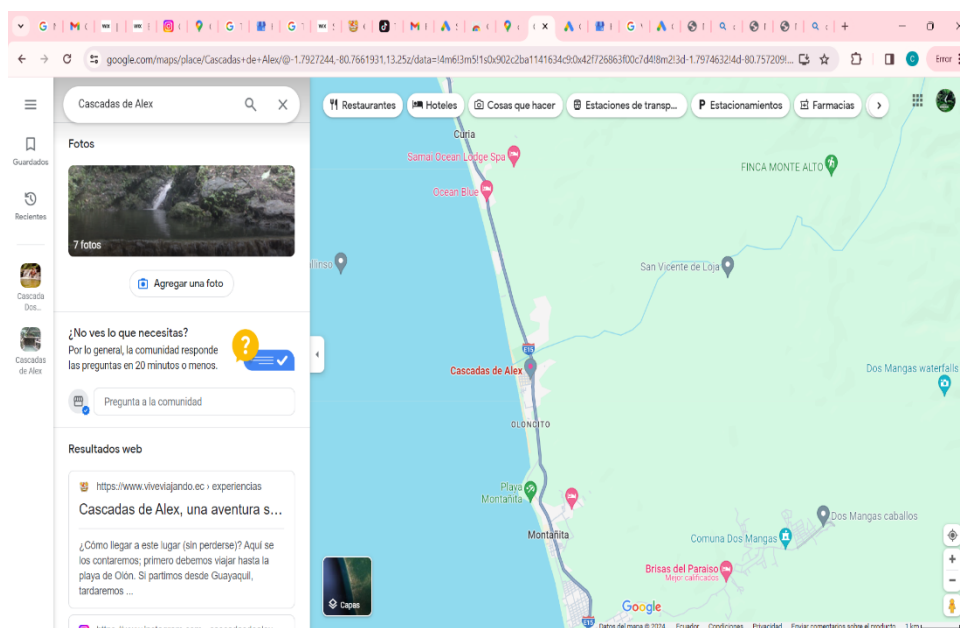 google.com/maps/place/Cascadas+de+Alex/@-1.7927244,-80.7661931,13.25z/data=!4m6!3m5!1s0x902c2ba1141634c9:0x42f726863f00c7d4!8m2!3d-1.7974632!4d-80.757209!...
Error
Cascadas de Alex
Restaurantes
Hoteles
Cosas que hacer
Estaciones de transp...
Estacionamientos
Farmacias
Guardados
Recientes
Cascada
Dos...
Cascadas
de Alex
Fotos
7 fotos
Agregar una foto
¿No ves lo que necesitas?
Por lo general, la comunidad responde
las preguntas en 20 minutos o menos.
Pregunta a la comunidad
Resultados web
https://www.viveviajando.ec › experiencias
Cascadas de Alex, una aventura s...
¿Cómo llegar a este lugar (sin perderse)? Aquí se
los contaremos; primero debemos viajar hasta la
playa de Olón. Si partimos desde Guayaquil,
tardaremos ...
Curia
Samai Ocean Lodge Spa
Ocean Blue
FINCA MONTE ALTO
San Vicente de Loja
E15
Cascadas de Alex
Dos Mangas waterfalls
OLONCITO
Playa
Montañita
Montañita
Dos Mangas caballos
Comuna Dos Mangas
Brisas del Paraiso
Mejor calificados
Capas
Google
E15
Datos del mapa © 2024
Ecuador
Condiciones
Privacidad
Enviar comentarios sobre el producto
1 km